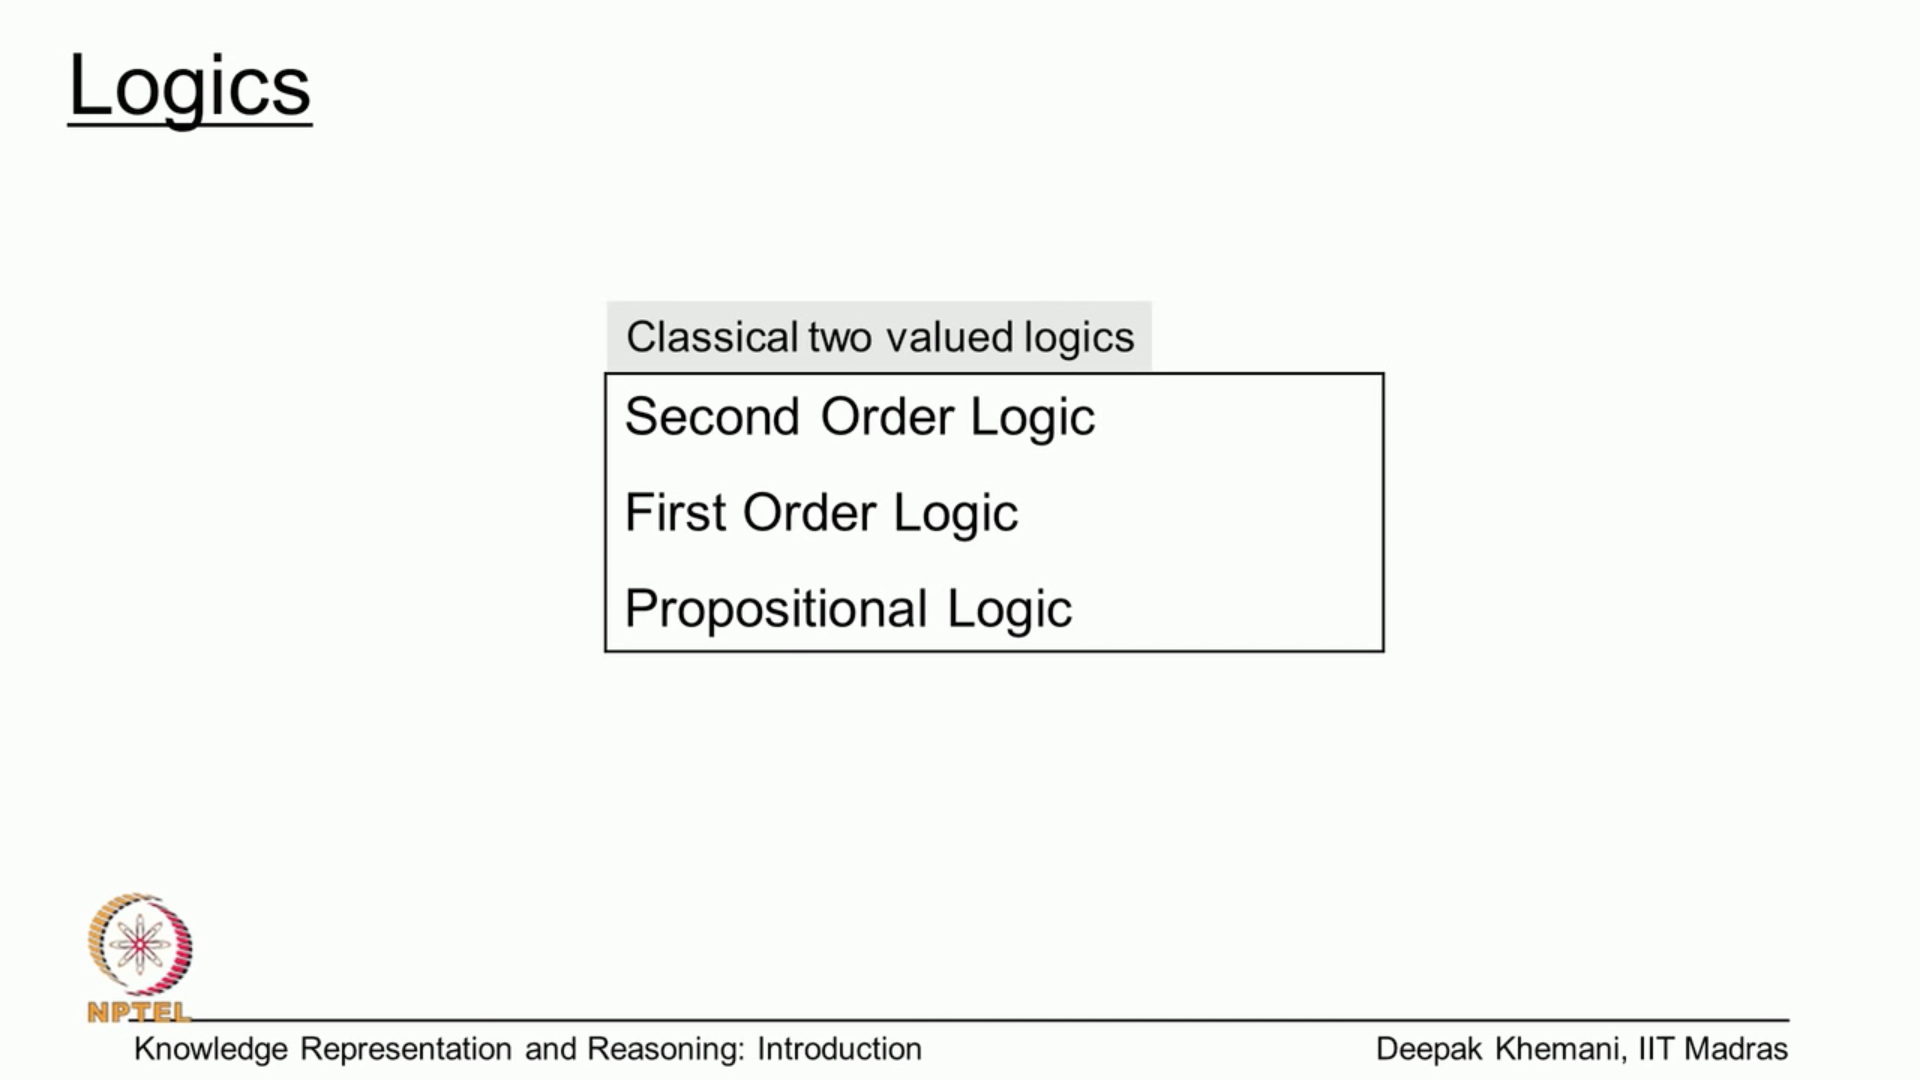 Logics
Classical two valued logics
Second Order Logic
First Order Logic
Propositional Logic
NPTEL
Knowledge Representation and Reasoning: Introduction
Deepak Khemani, IIT Madras